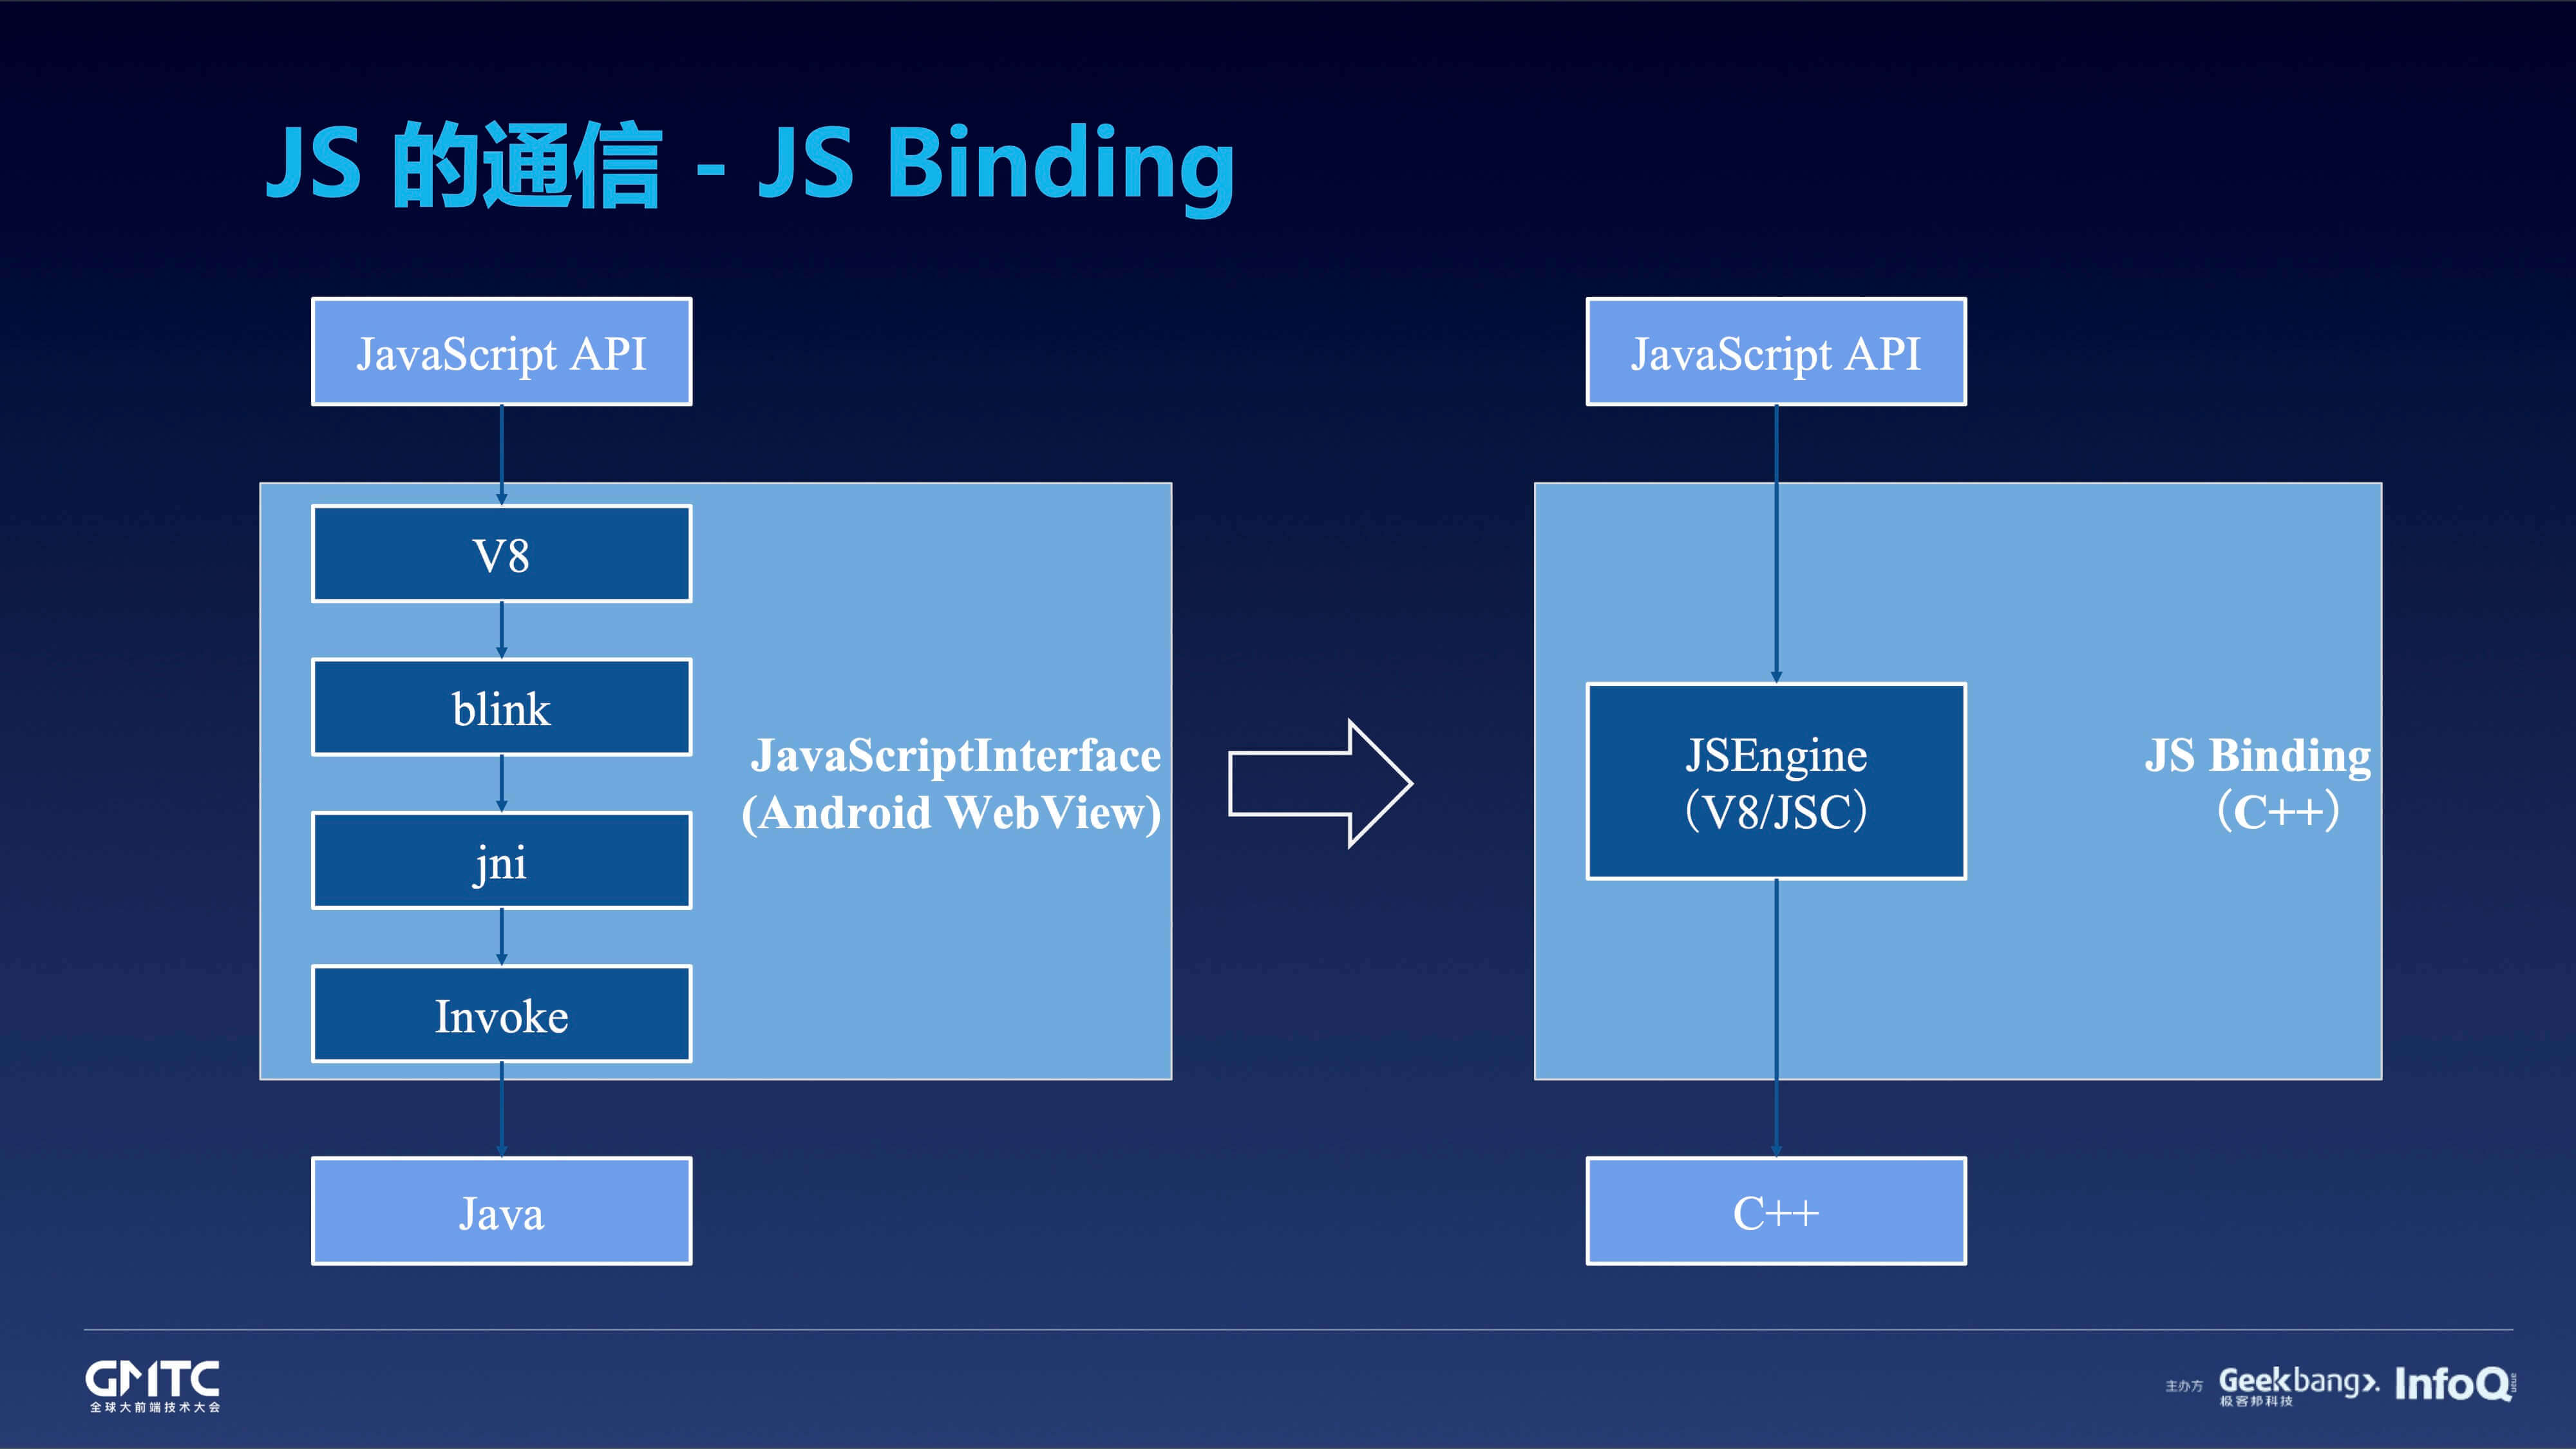 JS 的通信 - JS Binding
JavaScript API
V8
blink
jni
Invoke
JavaScriptInterface
(Android WebView)
Java
JavaScript API
JSEngine
（V8/JSC）
JS Binding
（C++）
C++
GMTC
全球大前端技术大会
主办方
Geekbang>.
极客邦科技
InfoQ